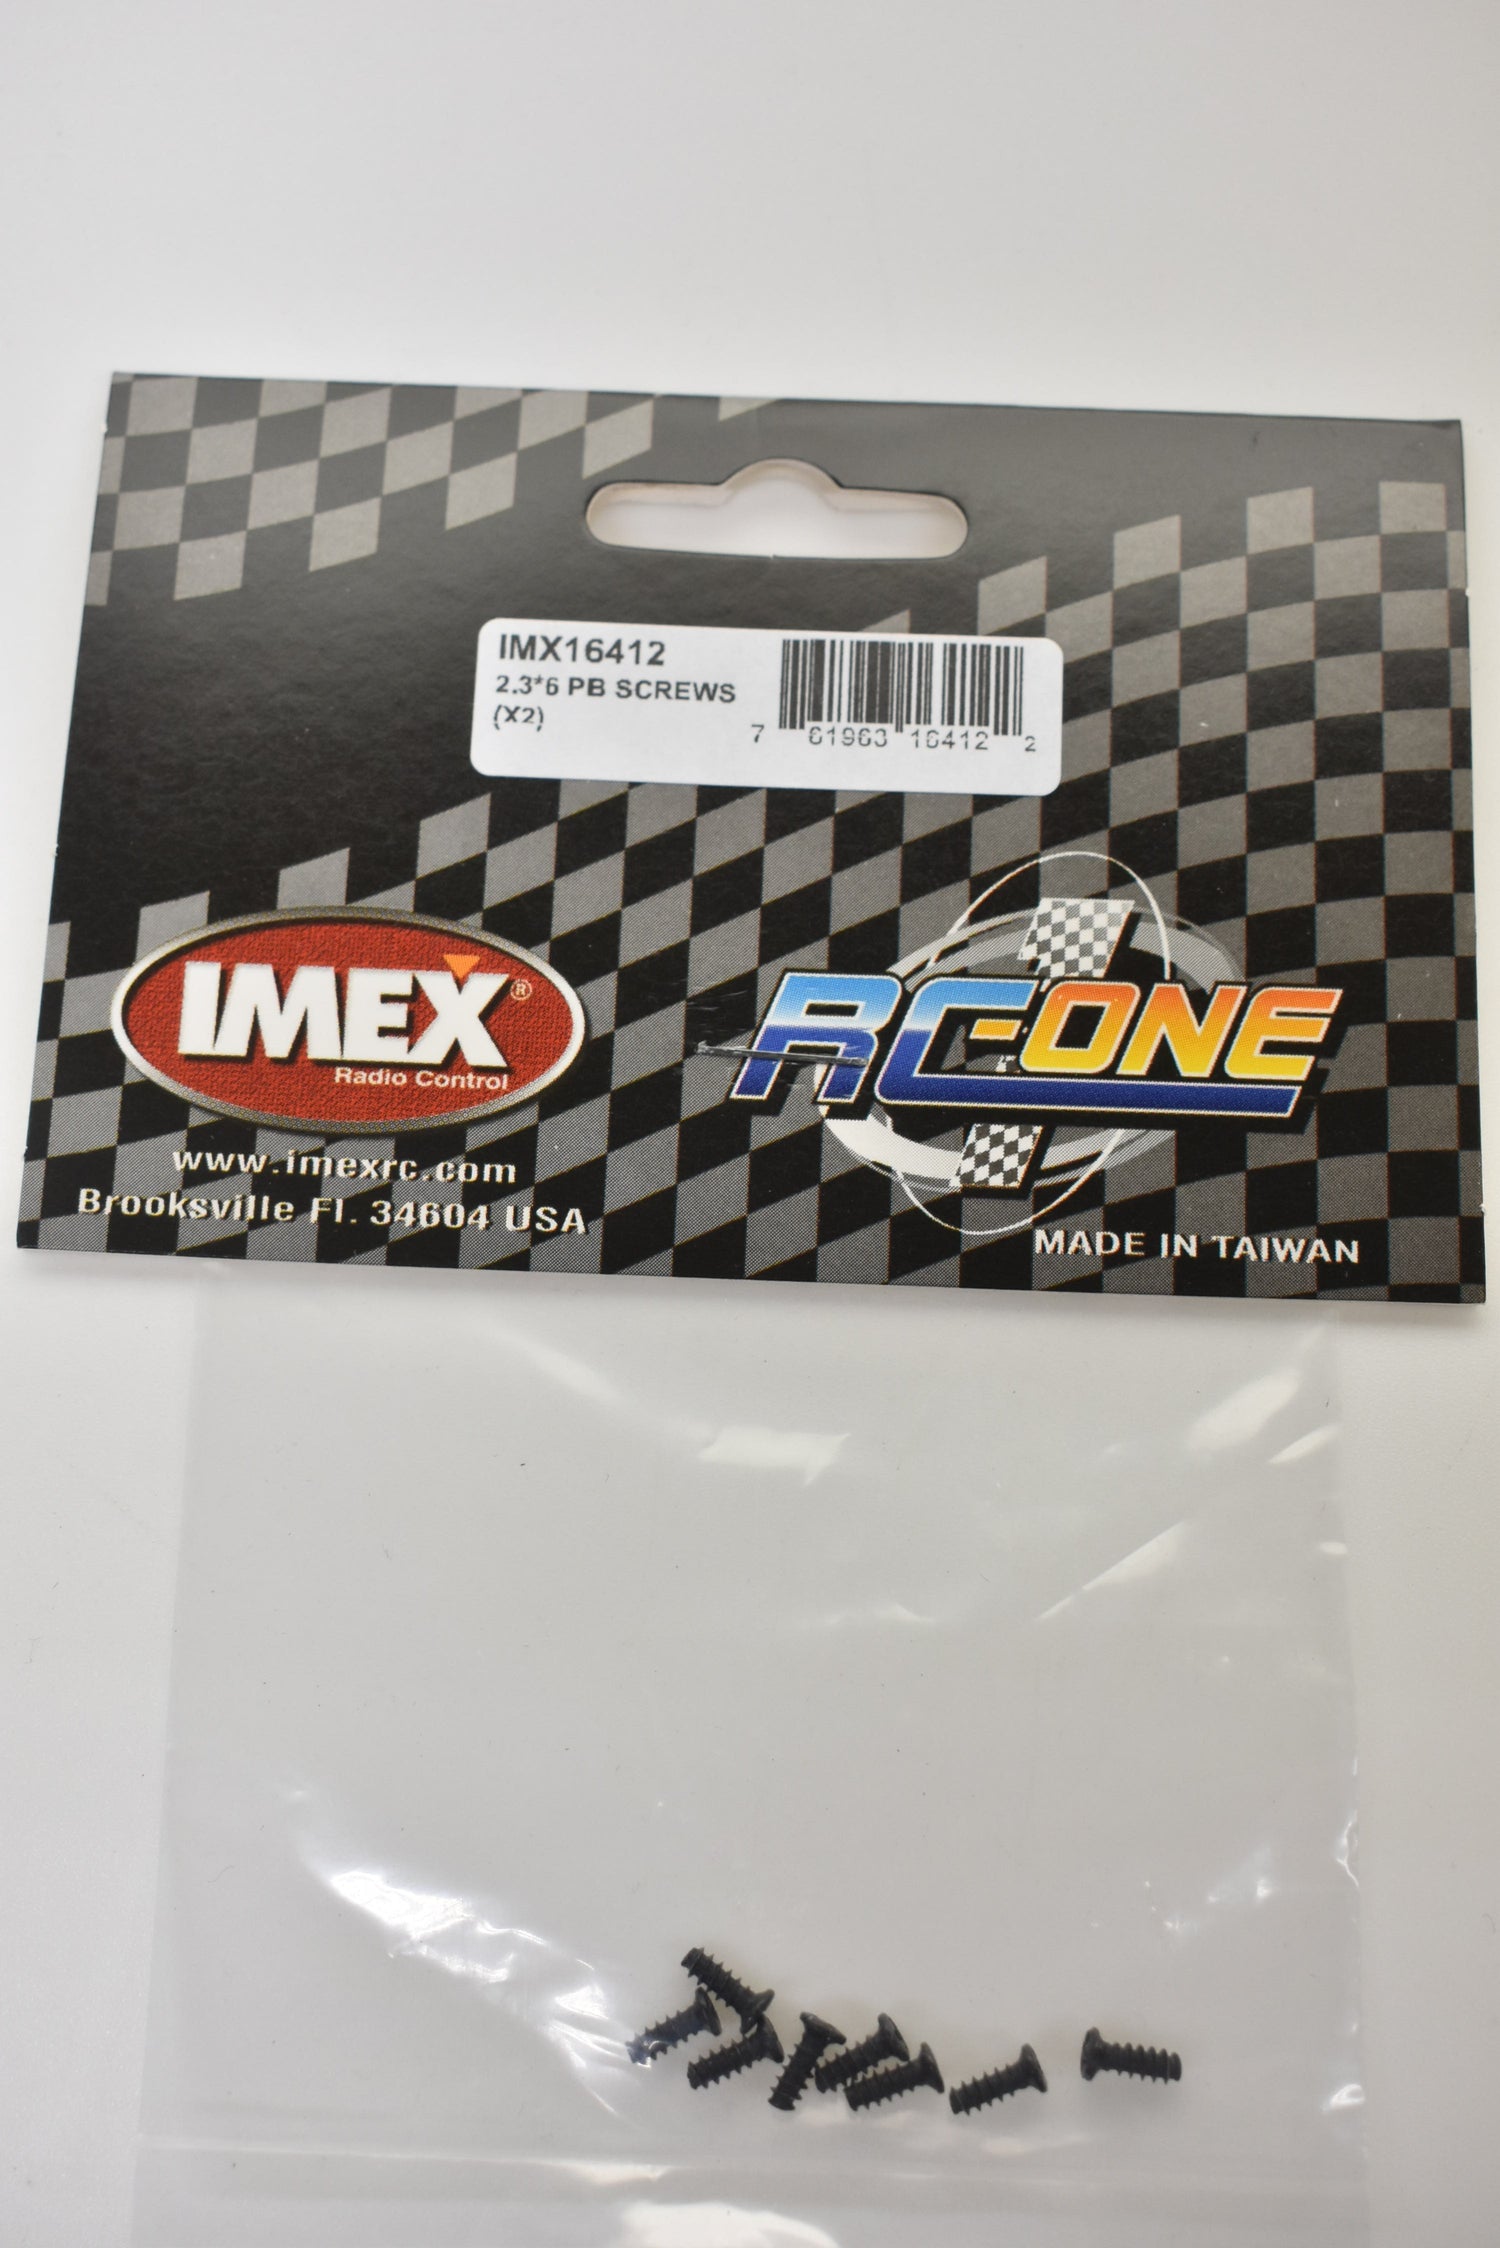 IMX16412
2.3*6 PB SCREWS
(X2)
7 61963 16412 2
IMEX®
Radio Control
www.imexrc.com
Brooksville Fl. 34604 USA
RC-ONE
MADE IN TAIWAN